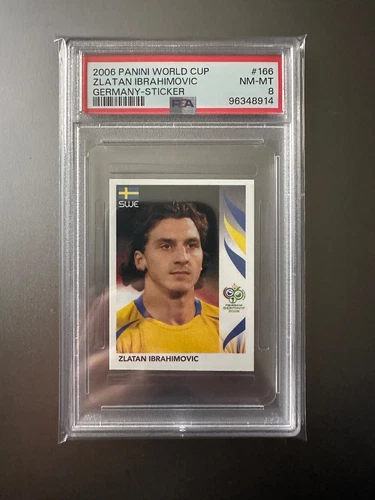 2006 PANINI WORLD CUP #166
ZLATAN IBRAHIMOVIC NM-MT
GERMANY-STICKER 8
PSA 96348914
SWE
ZLATAN IBRAHIMOVIC